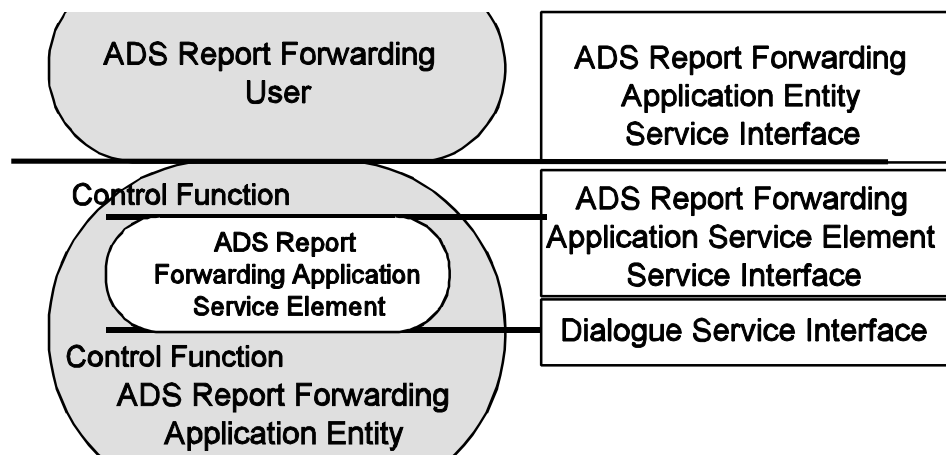 ADS Report Forwarding
User
ADS Report Forwarding
Application Entity
Service Interface
Control Function
ADS Report
Forwarding Application
Service Element
ADS Report Forwarding
Application Service Element
Service Interface
Dialogue Service Interface
Control Function
ADS Report Forwarding
Application Entity